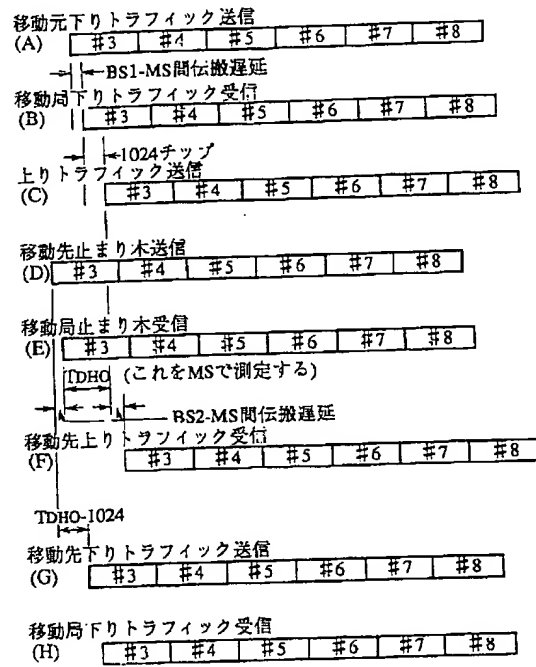 移動元下りトラフィック送信
(A) #3 #4 #5 #6 #7 #8
BS1-MS間伝搬遅延
移動局下りトラフィック受信
(B) #3 #4 #5 #6 #7 #8
1024チップ
上りトラフィック送信
(C) #3 #4 #5 #6 #7 #8
移動先止まり木送信
(D) #3 #4 #5 #6 #7 #8
移動局止まり木受信
(E) #3 #4 #5 #6 #7 #8
TDHO (これをMSで測定する)
BS2-MS間伝搬遅延
移動先上りトラフィック受信
(F) #3 #4 #5 #6 #7 #8
TDHO-1024
移動先下りトラフィック送信
(G) #3 #4 #5 #6 #7 #8
移動局下りトラフィック受信
(H) #3 #4 #5 #6 #7 #8